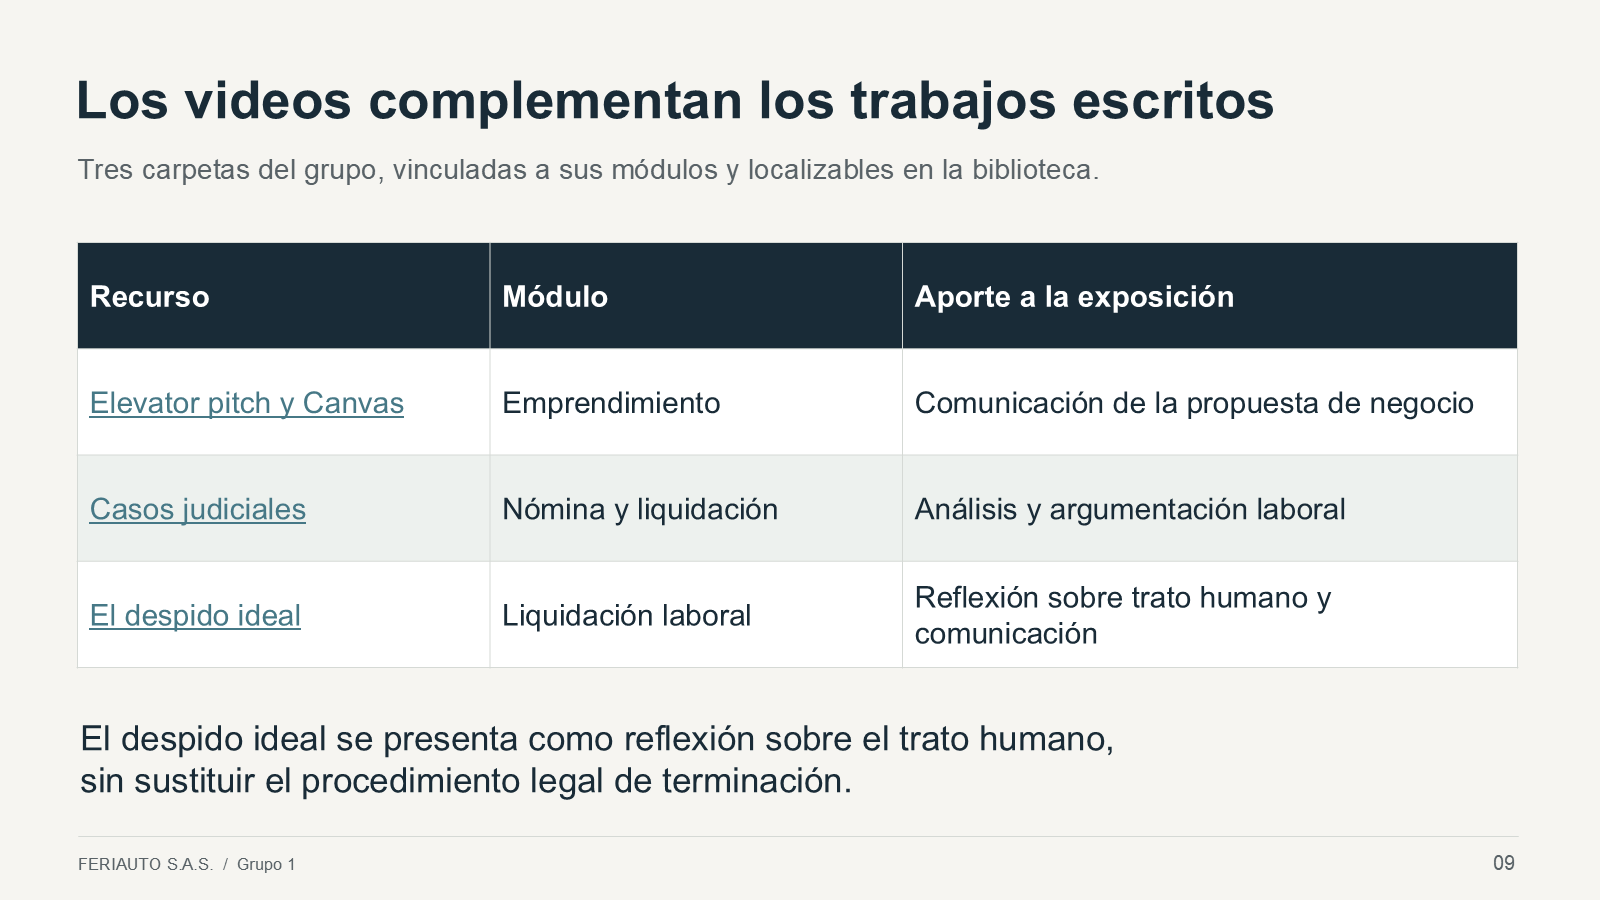 Los videos complementan los trabajos escritos
Tres carpetas del grupo, vinculadas a sus módulos y localizables en la biblioteca.
Recurso Módulo Aporte a la exposición
Elevator pitch y Canvas Emprendimiento Comunicación de la propuesta de negocio
Casos judiciales Nómina y liquidación Análisis y argumentación laboral
El despido ideal Liquidación laboral Reflexión sobre trato humano y
comunicación
El despido ideal se presenta como reflexión sobre el trato humano,
sin sustituir el procedimiento legal de terminación.
FERIAUTO S.A.S. / Grupo 1 09